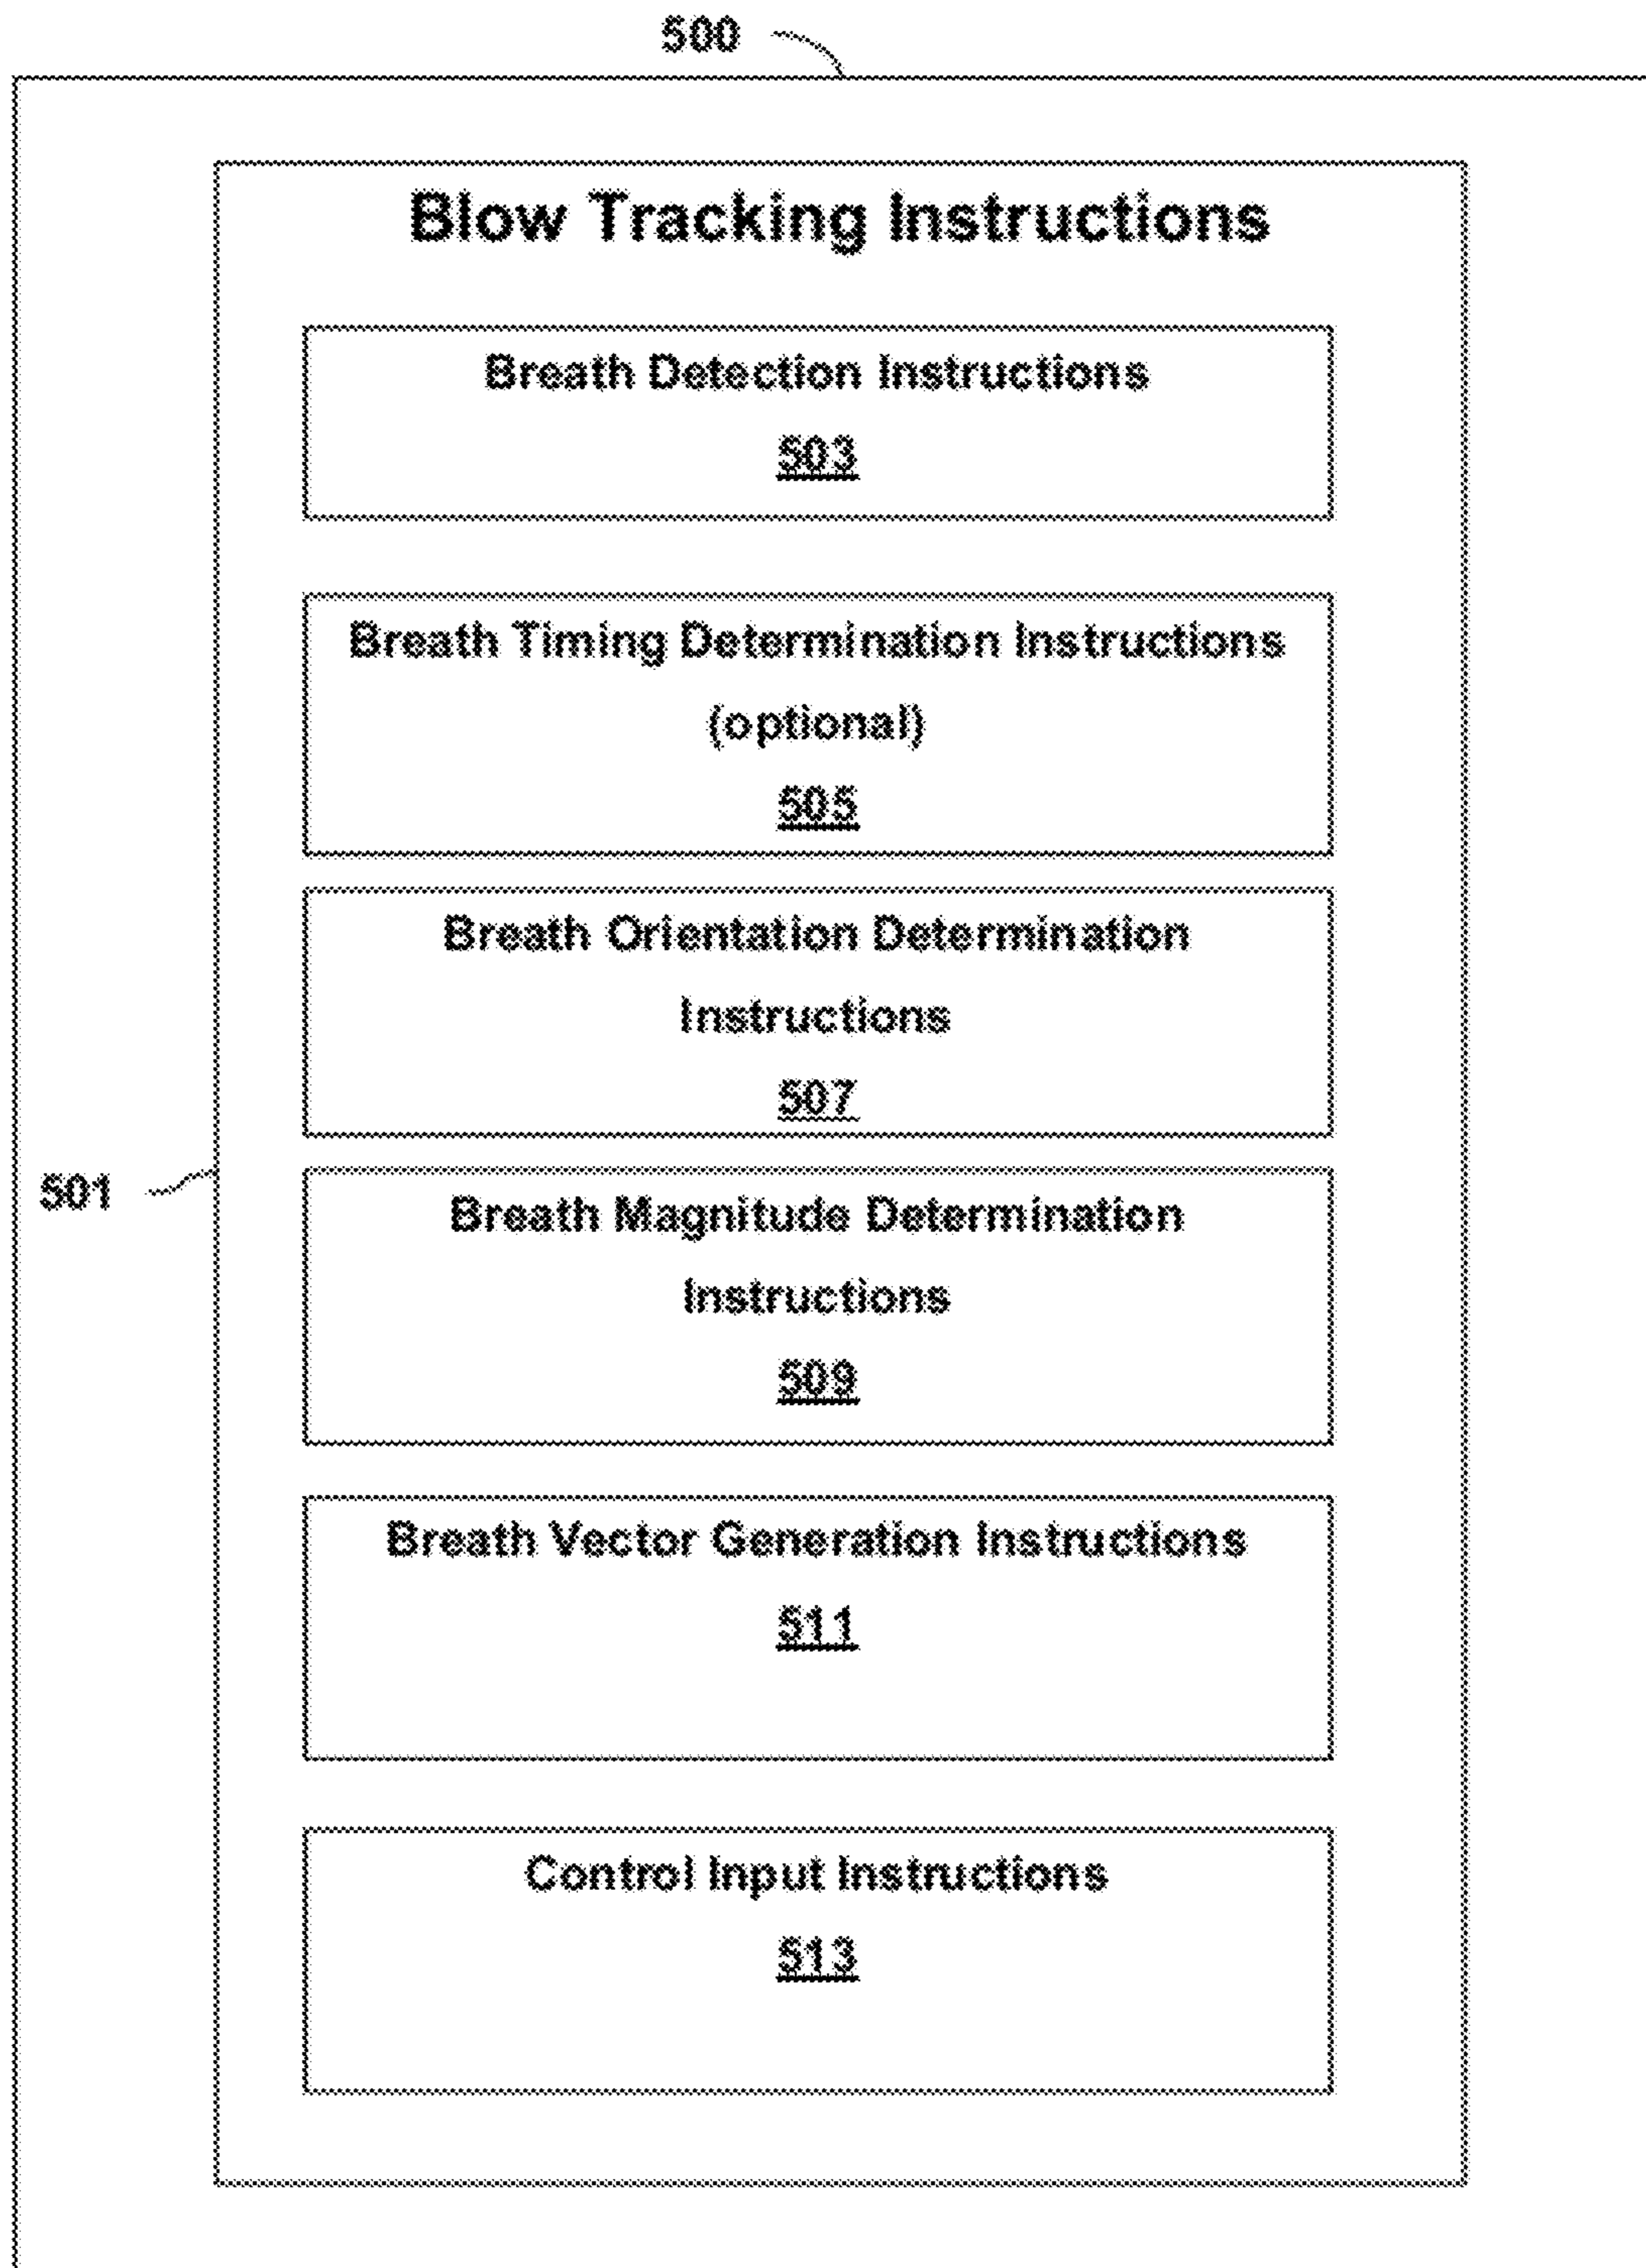 500
Blow Tracking Instructions
Breath Detection Instructions
503
Breath Timing Determination Instructions
(optional)
505
Breath Orientation Determination
Instructions
507
501
Breath Magnitude Determination
Instructions
509
Breath Vector Generation Instructions
511
Control Input Instructions
513